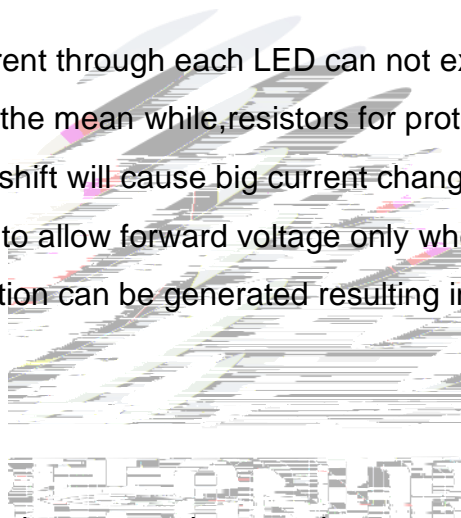 rent through each LED can not ex
the mean while,resistors for prot
shift will cause big current chang
to allow forward voltage only whe
tion can be generated resulting i